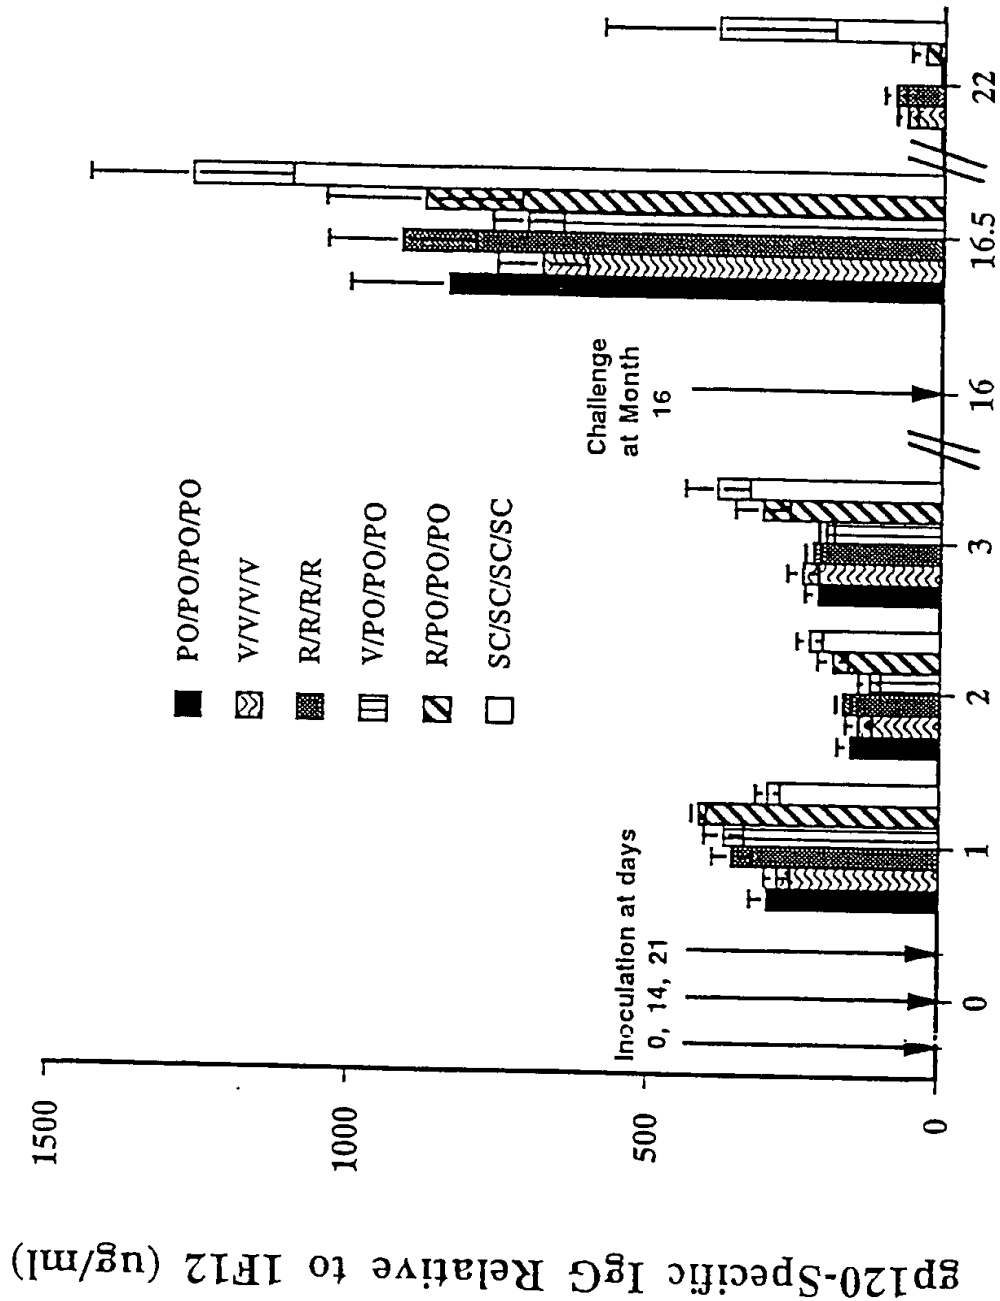 gp120-Specific IgG Relative to 1F12 (ug/ml)
1500
1000
500
0
PO/PO/PO/PO
V/V/V/V
R/R/R/R
V/PO/PO/PO
R/PO/PO/PO
SC/SC/SC/SC
Inoculation at days
0, 14, 21
Challenge
at Month
16
0
1
2
3
16
16.5
22